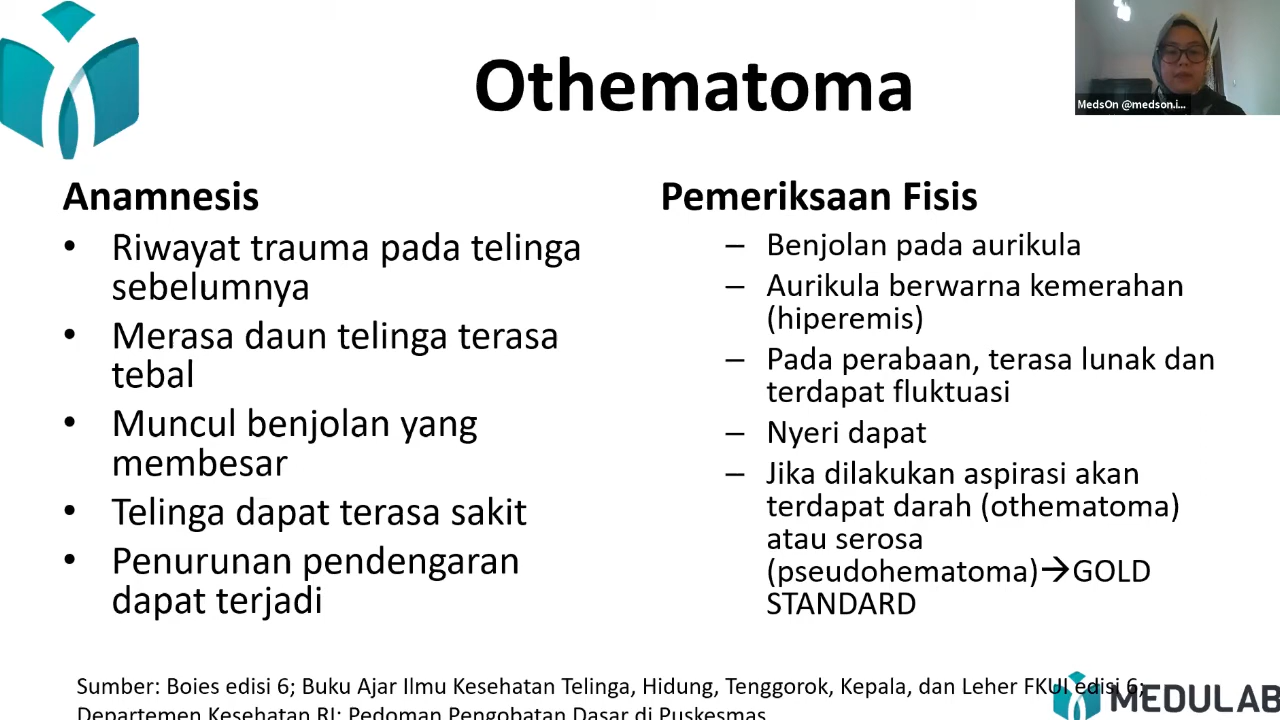 Othematoma
MedsOn @medson.i...
Anamnesis
• Riwayat trauma pada telinga
sebelumnya
• Merasa daun telinga terasa
tebal
• Muncul benjolan yang
membesar
• Telinga dapat terasa sakit
• Penurunan pendengaran
dapat terjadi
Pemeriksaan Fisis
– Benjolan pada aurikula
– Aurikula berwarna kemerahan
(hiperemis)
– Pada perabaan, terasa lunak dan
terdapat fluktuasi
– Nyeri dapat
– Jika dilakukan aspirasi akan
terdapat darah (othematoma)
atau serosa
(pseudohematoma)→GOLD
STANDARD
Sumber: Boies edisi 6; Buku Ajar Ilmu Kesehatan Telinga, Hidung, Tenggorok, Kepala, dan Leher FKUI edisi 6;
Departemen Kesehatan RI; Pedoman Pengobatan Dasar di Puskesmas
MEDULAB